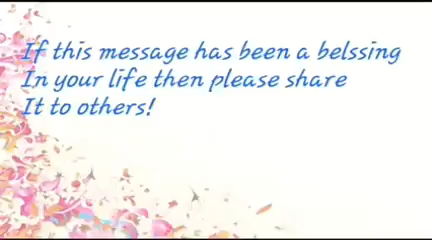 If this message has been a belssing
In your life then please share
It to others!